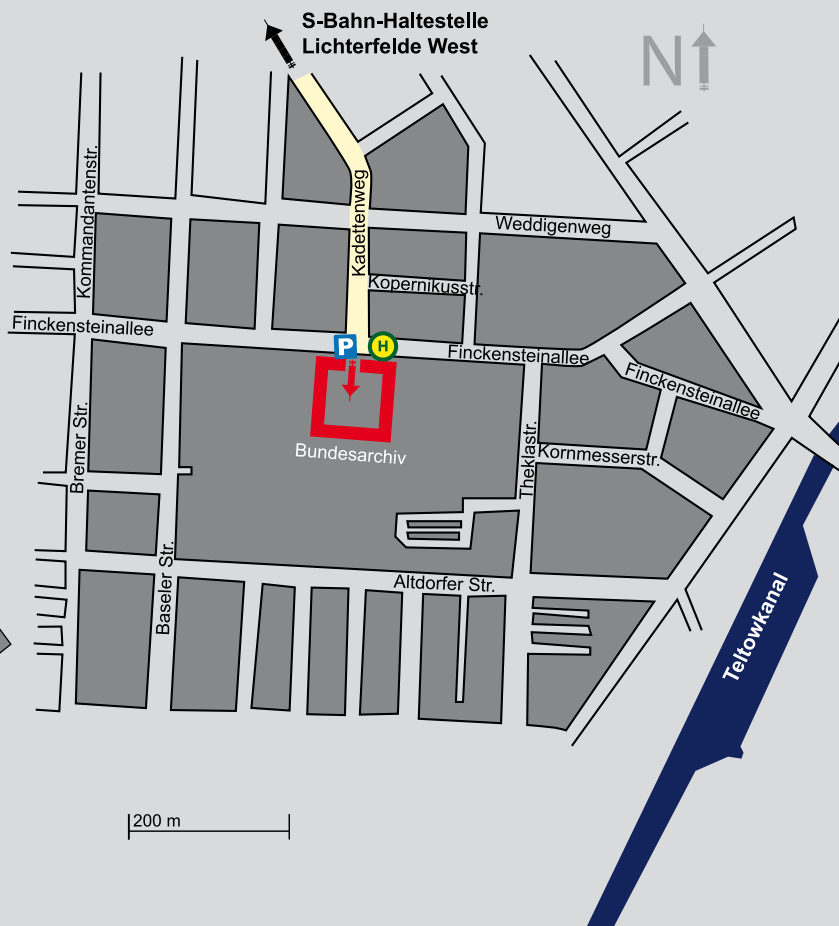 S-Bahn-Haltestelle
Lichterfelde West
N
Kommandantenstr.
Kadettenweg
Weddigenweg
Kopernikusstr.
Finckensteinallee
P
H
Finckensteinallee
Finckensteinallee
Bremer Str.
Bundesarchiv
Theklastr.
Kornmesserstr.
Baseler Str.
Altdorfer Str.
Teltowkanal
200 m